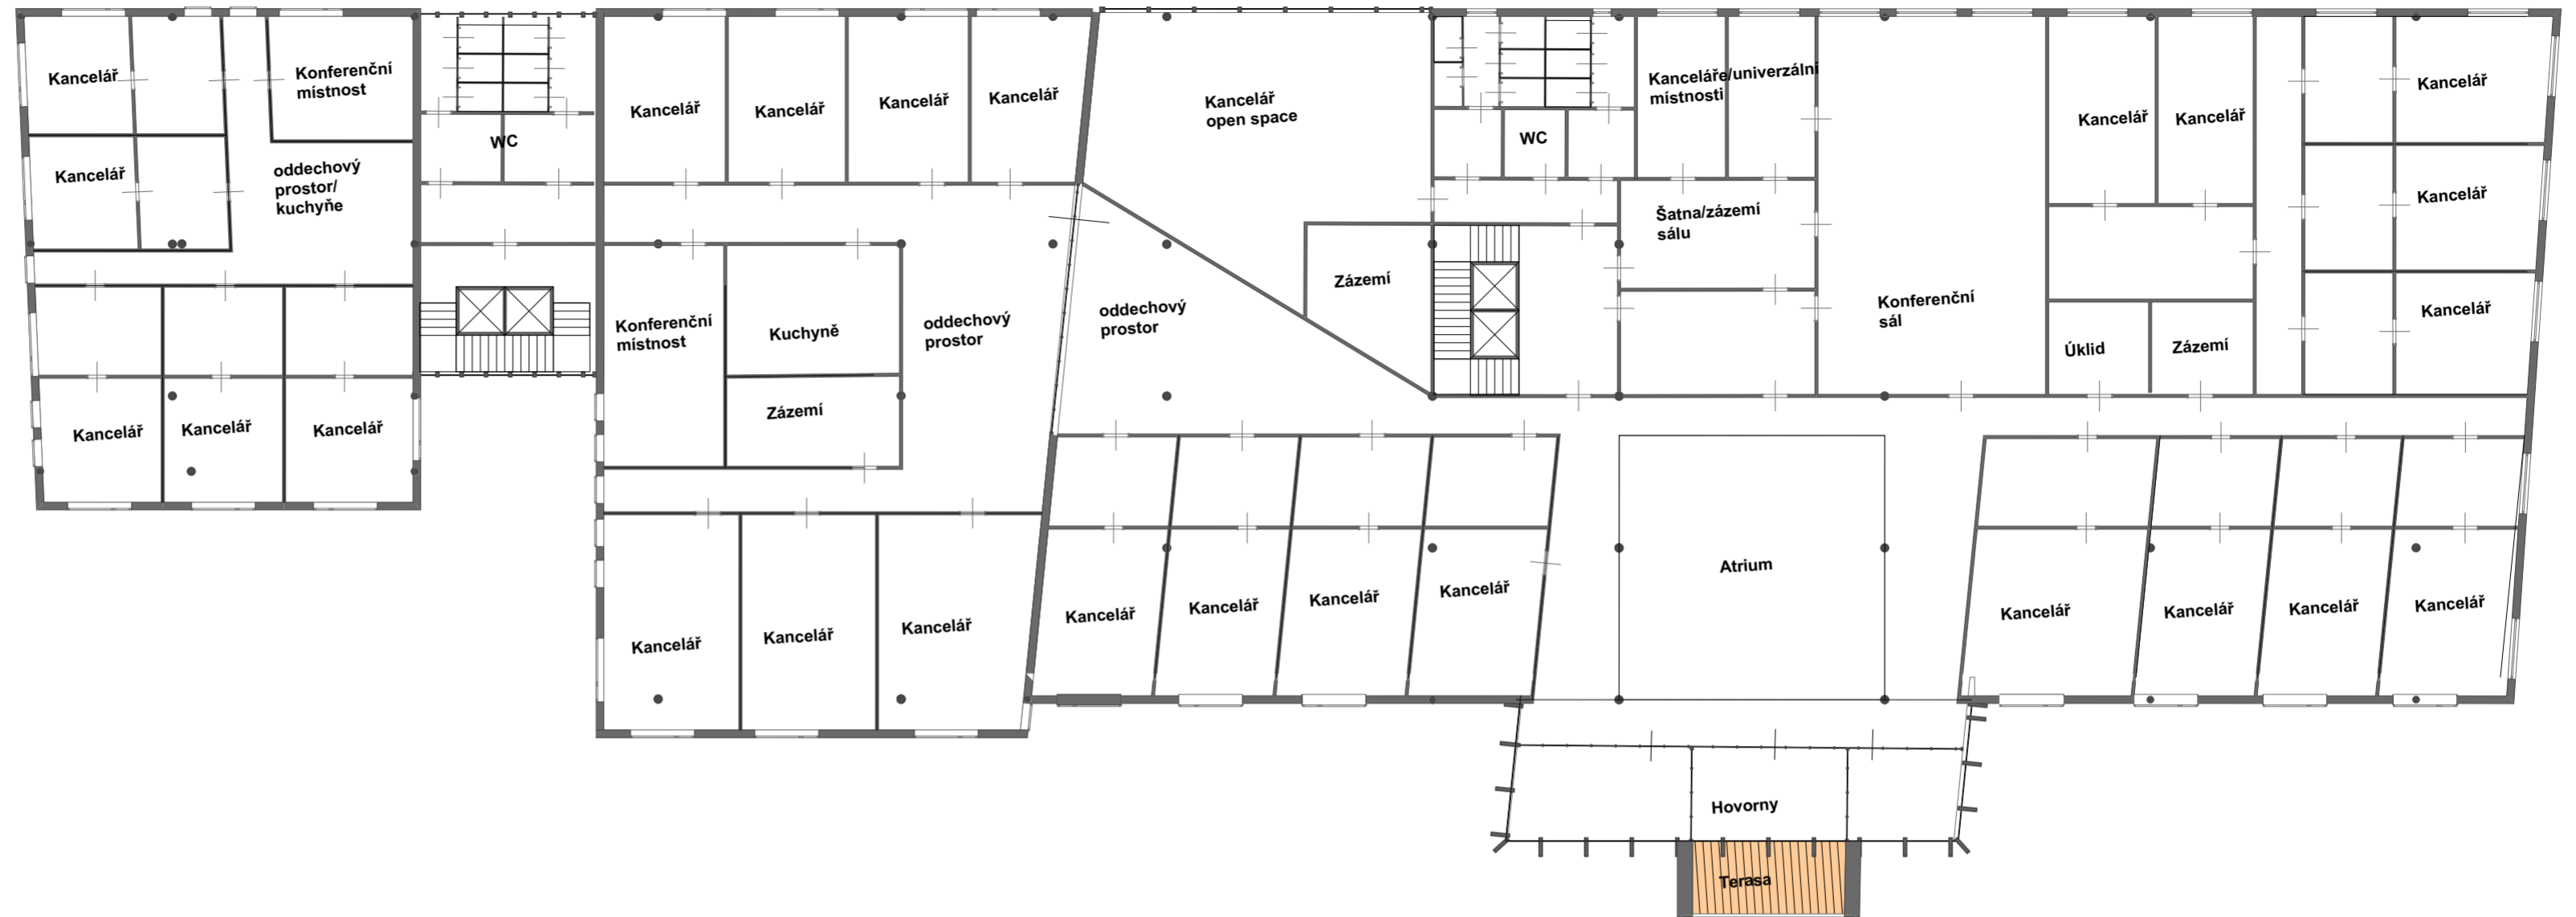 Kancelář
Konferenční
místnost
Kancelář
oddechový
prostor/
kuchyňe
WC
Kancelář
Kancelář
Kancelář
Kancelář
Kancelář
Kancelář
Kancelář
Konferenční
místnost
Kuchyně
Zázemí
oddechový
prostor
Kancelář
Kancelář
Kancelář
Kancelář
open space
WC
Kanceláře/univerzální
místnosti
Šatna/zázemí
sálu
Zázemí
oddechový
prostor
Konferenční
sál
Kancelář
Kancelář
Úklid
Zázemí
Kancelář
Kancelář
Kancelář
Kancelář
Kancelář
Kancelář
Kancelář
Atrium
Kancelář
Kancelář
Kancelář
Kancelář
Hovorny
Terasa